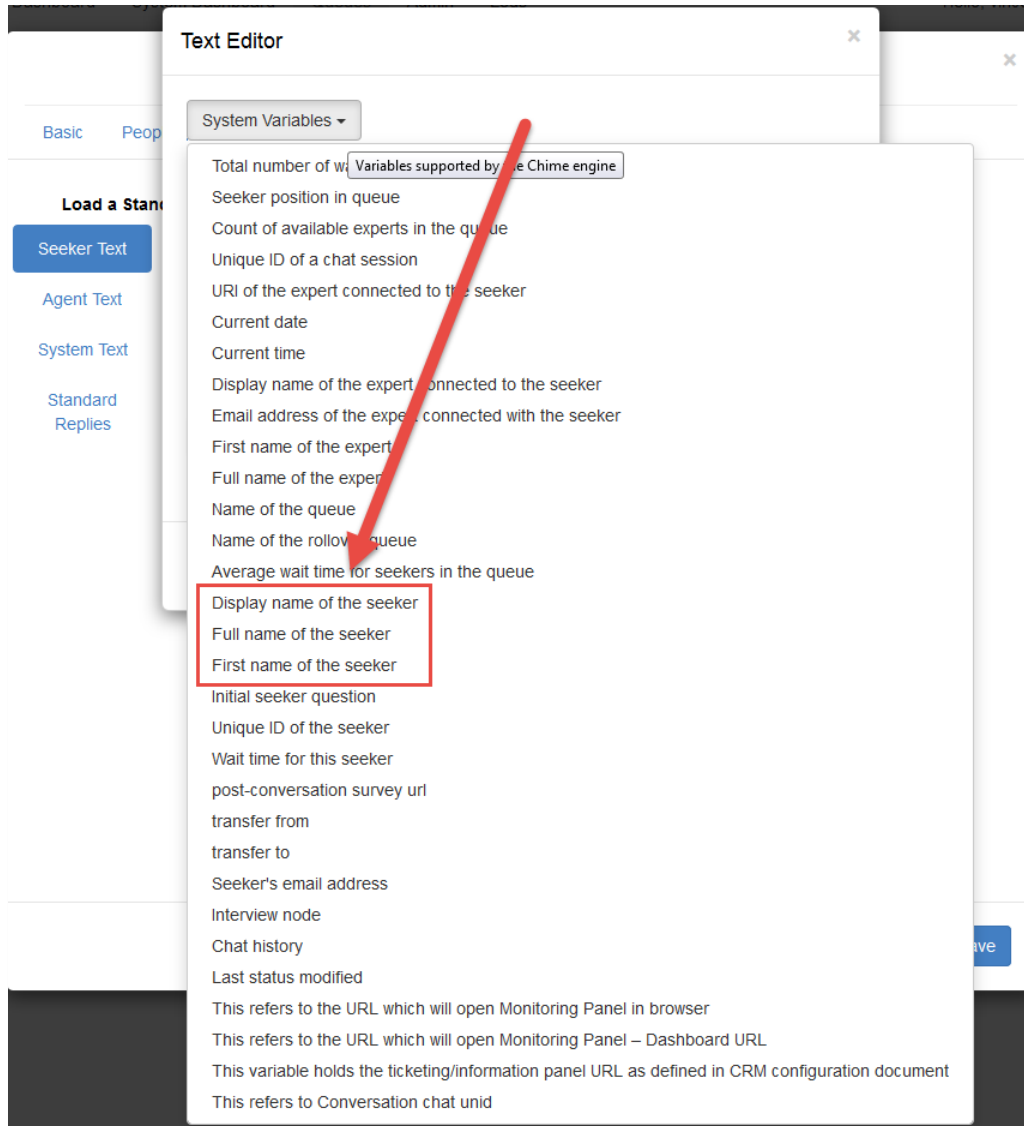 Text Editor
×
×
Basic
System Variables
Load a
Total number of
Variables supported by the Chime engine
Seeker position in queue
Seeker Text
Count of available experts in the queue
Unique ID of a chat session
URI of the expert connected to the seeker
Agent Text
Current date
System Text
Current time
Display name of the expert connected to the seeker
Standard
Replies
Email address of the expert connected with the seeker
First name of the expert
Full name of the expert
Name of the queue
Name of the rollover queue
Average wait time for seekers in the queue
Display name of the seeker
Full name of the seeker
First name of the seeker
Initial seeker question
Unique ID of the seeker
Wait time for this seeker
post-conversation survey url
transfer from
transfer to
Seeker's email address
Interview node
Chat history
Last status modified
This refers to the URL which will open Monitoring Panel in browser
This refers to the URL which will open Monitoring Panel – Dashboard URL
This variable holds the ticketing/information panel URL as defined in CRM configuration document
This refers to Conversation chat unid